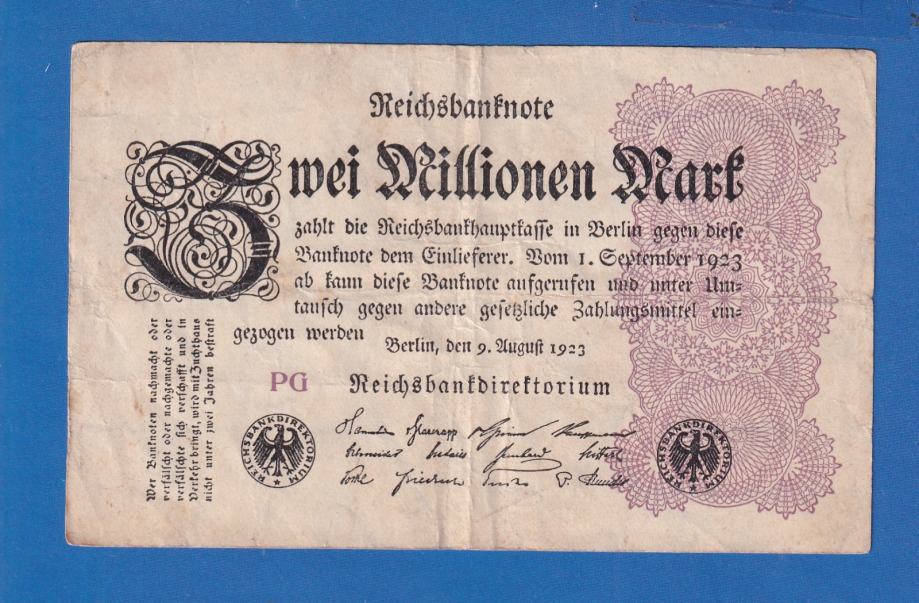 Reichsbanknote
Zwei Millionen Mark
zahlt die Reichsbankhauptkasse in Berlin gegen diese
Banknote dem Einlieferer. Vom 1. September 1923
ab kann diese Banknote aufgerufen und unter Um-
tausch gegen andere gesetzliche Zahlungsmittel ein-
gezogen werden
Berlin, den 9. August 1923
PG Reichsbankdirektorium
REICHSBANKDIREKTORIUM
REICHSBANKDIREKTORIUM
Wer Banknoten nachmacht oder
verfälscht oder nachgemachte oder
verfälschte sich verschafft und in
Verkehr bringt, wird mit Zuchthaus
nicht unter zwei Jahren bestraft